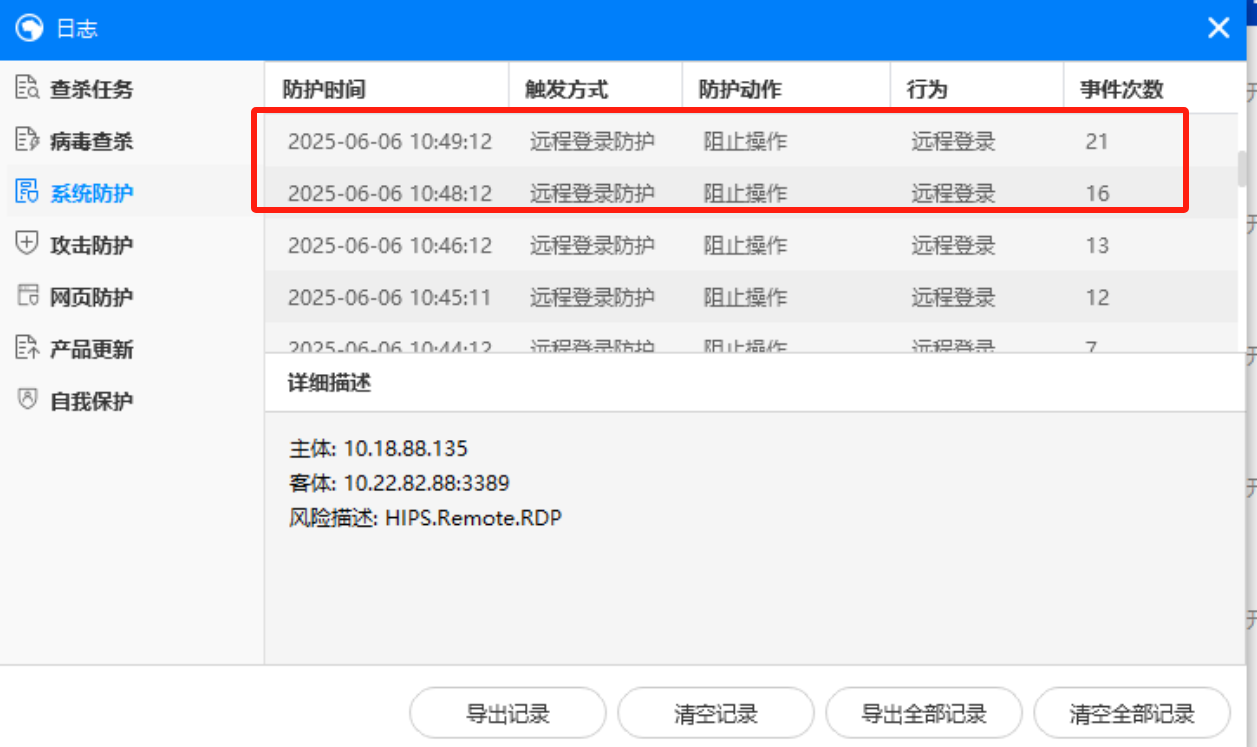 日志
查杀任务
病毒查杀
系统防护
攻击防护
网页防护
产品更新
自我保护
防护时间 触发方式 防护动作 行为 事件次数
2025-06-06 10:49:12 远程登录防护 阻止操作 远程登录 21
2025-06-06 10:48:12 远程登录防护 阻止操作 远程登录 16
2025-06-06 10:46:12 远程登录防护 阻止操作 远程登录 13
2025-06-06 10:45:11 远程登录防护 阻止操作 远程登录 12
2025-06-06 10:44:12 远程登录防护 阻止操作 远程登录 7
详细描述
主体: 10.18.88.135
客体: 10.22.82.88:3389
风险描述: HIPS.Remote.RDP
导出记录 清空记录 导出全部记录 清空全部记录